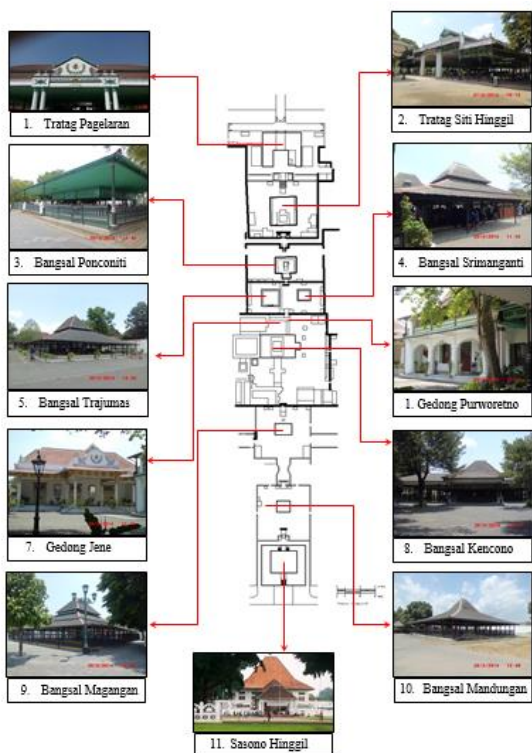 1. Tratag Pagelaran
2. Tratag Siti Hinggil
3. Bangsal Ponconiti
4. Bangsal Srimanganti
5. Bangsal Trajumas
1. Gedong Purworetno
7. Gedong Jene
8. Bangsal Kencono
9. Bangsal Magangan
10. Bangsal Mandungan
11. Sasono Hinggil